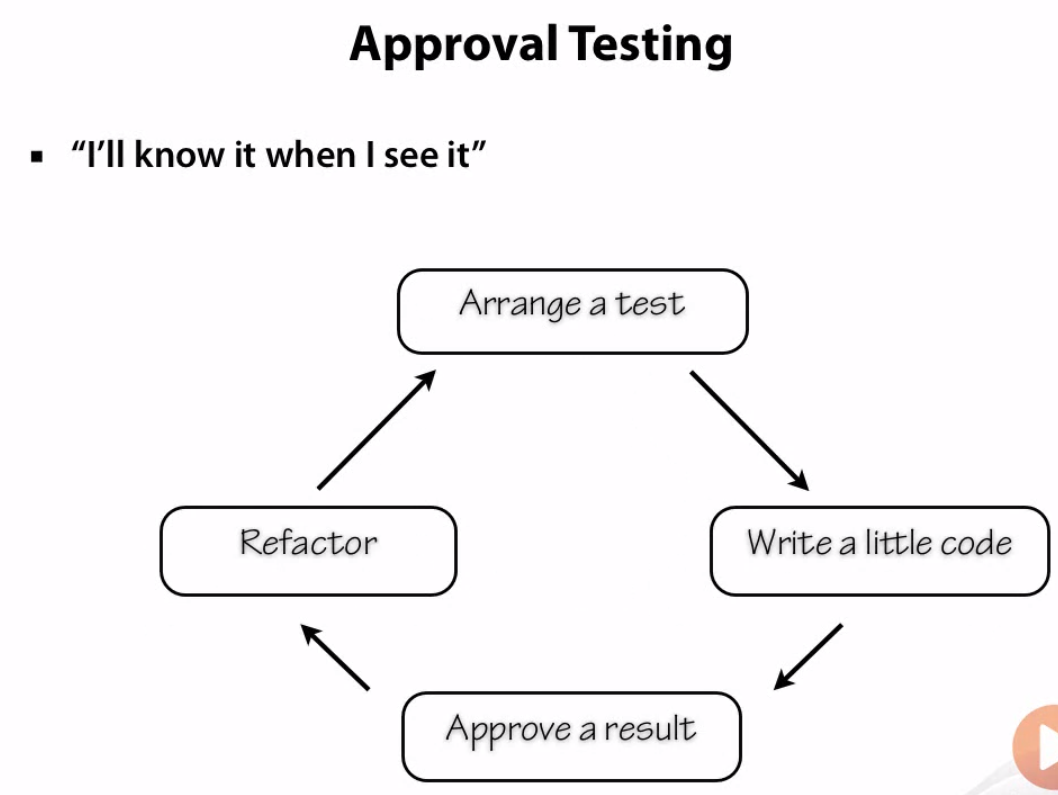 Approval Testing
▪ “I’ll know it when I see it”
Arrange a test
Refactor
Write a little code
Approve a result